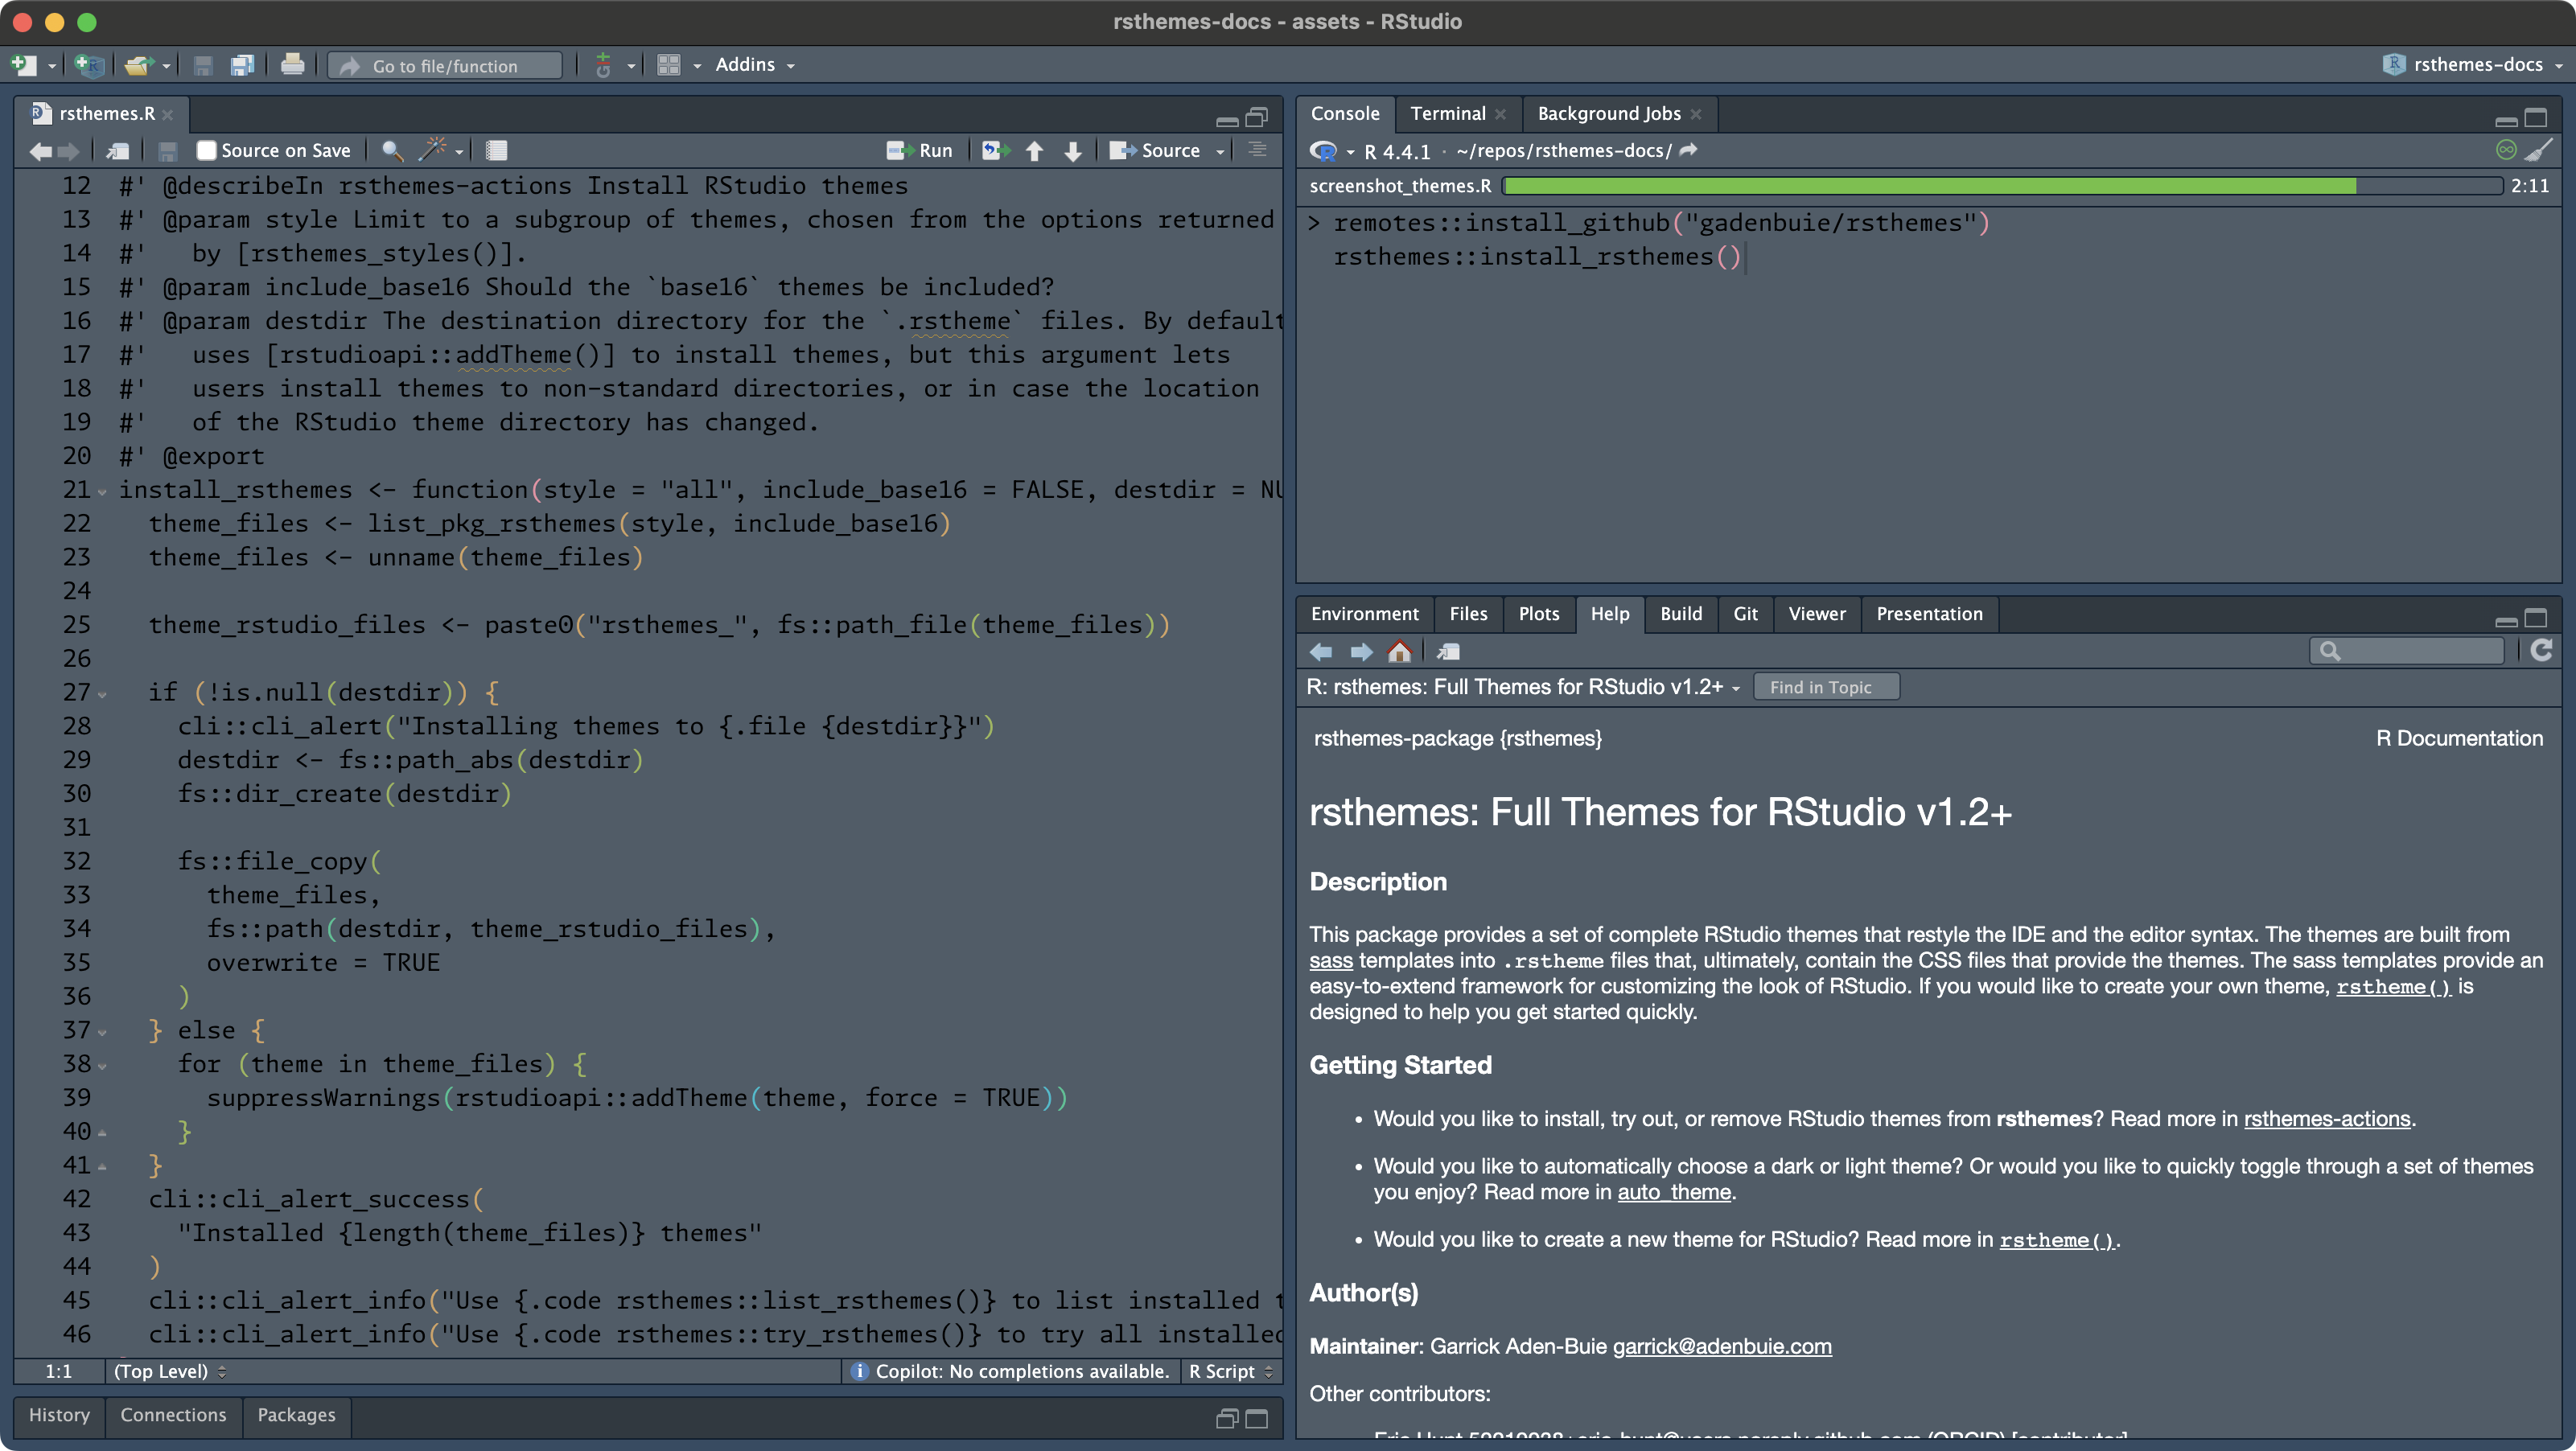 rsthemes-docs - assets - RStudio
Go to file/function
Addins
rsthemes-docs
rsthemes.R
Source on Save
Run
Source
12 #' @describeIn rsthemes-actions Install RStudio themes
13 #' @param style Limit to a subgroup of themes, chosen from the options returned
14 #'   by [rsthemes_styles()].
15 #' @param include_base16 Should the `base16` themes be included?
16 #' @param destdir The destination directory for the `.rstheme` files. By default
17 #'   uses [rstudioapi::addTheme()] to install themes, but this argument lets
18 #'   users install themes to non-standard directories, or in case the location
19 #'   of the RStudio theme directory has changed.
20 #' @export
21 install_rsthemes <- function(style = "all", include_base16 = FALSE, destdir = NU
22   theme_files <- list_pkg_rsthemes(style, include_base16)
23   theme_files <- unname(theme_files)
24
25   theme_rstudio_files <- paste0("rsthemes_", fs::path_file(theme_files))
26
27   if (!is.null(destdir)) {
28     cli::cli_alert("Installing themes to {.file {destdir}}")
29     destdir <- fs::path_abs(destdir)
30     fs::dir_create(destdir)
31
32     fs::file_copy(
33       theme_files,
34       fs::path(destdir, theme_rstudio_files),
35       overwrite = TRUE
36     )
37   } else {
38     for (theme in theme_files) {
39       suppressWarnings(rstudioapi::addTheme(theme, force = TRUE))
40     }
41   }
42   cli::cli_alert_success(
43     "Installed {length(theme_files)} themes"
44   )
45   cli::cli_alert_info("Use {.code rsthemes::list_rsthemes()} to list installed t
46   cli::cli_alert_info("Use {.code rsthemes::try_rsthemes()} to try all installed
1:1 (Top Level) Copilot: No completions available. R Script
History Connections Packages
Console Terminal Background Jobs
R 4.4.1 · ~/repos/rsthemes-docs/
screenshot_themes.R 2:11
> remotes::install_github("gadenbuie/rsthemes")
  rsthemes::install_rsthemes()
Environment Files Plots Help Build Git Viewer Presentation
R: rsthemes: Full Themes for RStudio v1.2+ Find in Topic
rsthemes-package {rsthemes} R Documentation
rsthemes: Full Themes for RStudio v1.2+
Description
This package provides a set of complete RStudio themes that restyle the IDE and the editor syntax. The themes are built from
sass templates into .rstheme files that, ultimately, contain the CSS files that provide the themes. The sass templates provide an
easy-to-extend framework for customizing the look of RStudio. If you would like to create your own theme, rstheme() is
designed to help you get started quickly.
Getting Started
• Would you like to install, try out, or remove RStudio themes from rsthemes? Read more in rsthemes-actions.
• Would you like to automatically choose a dark or light theme? Or would you like to quickly toggle through a set of themes
you enjoy? Read more in auto_theme.
• Would you like to create a new theme for RStudio? Read more in rstheme().
Author(s)
Maintainer: Garrick Aden-Buie garrick@adenbuie.com
Other contributors: